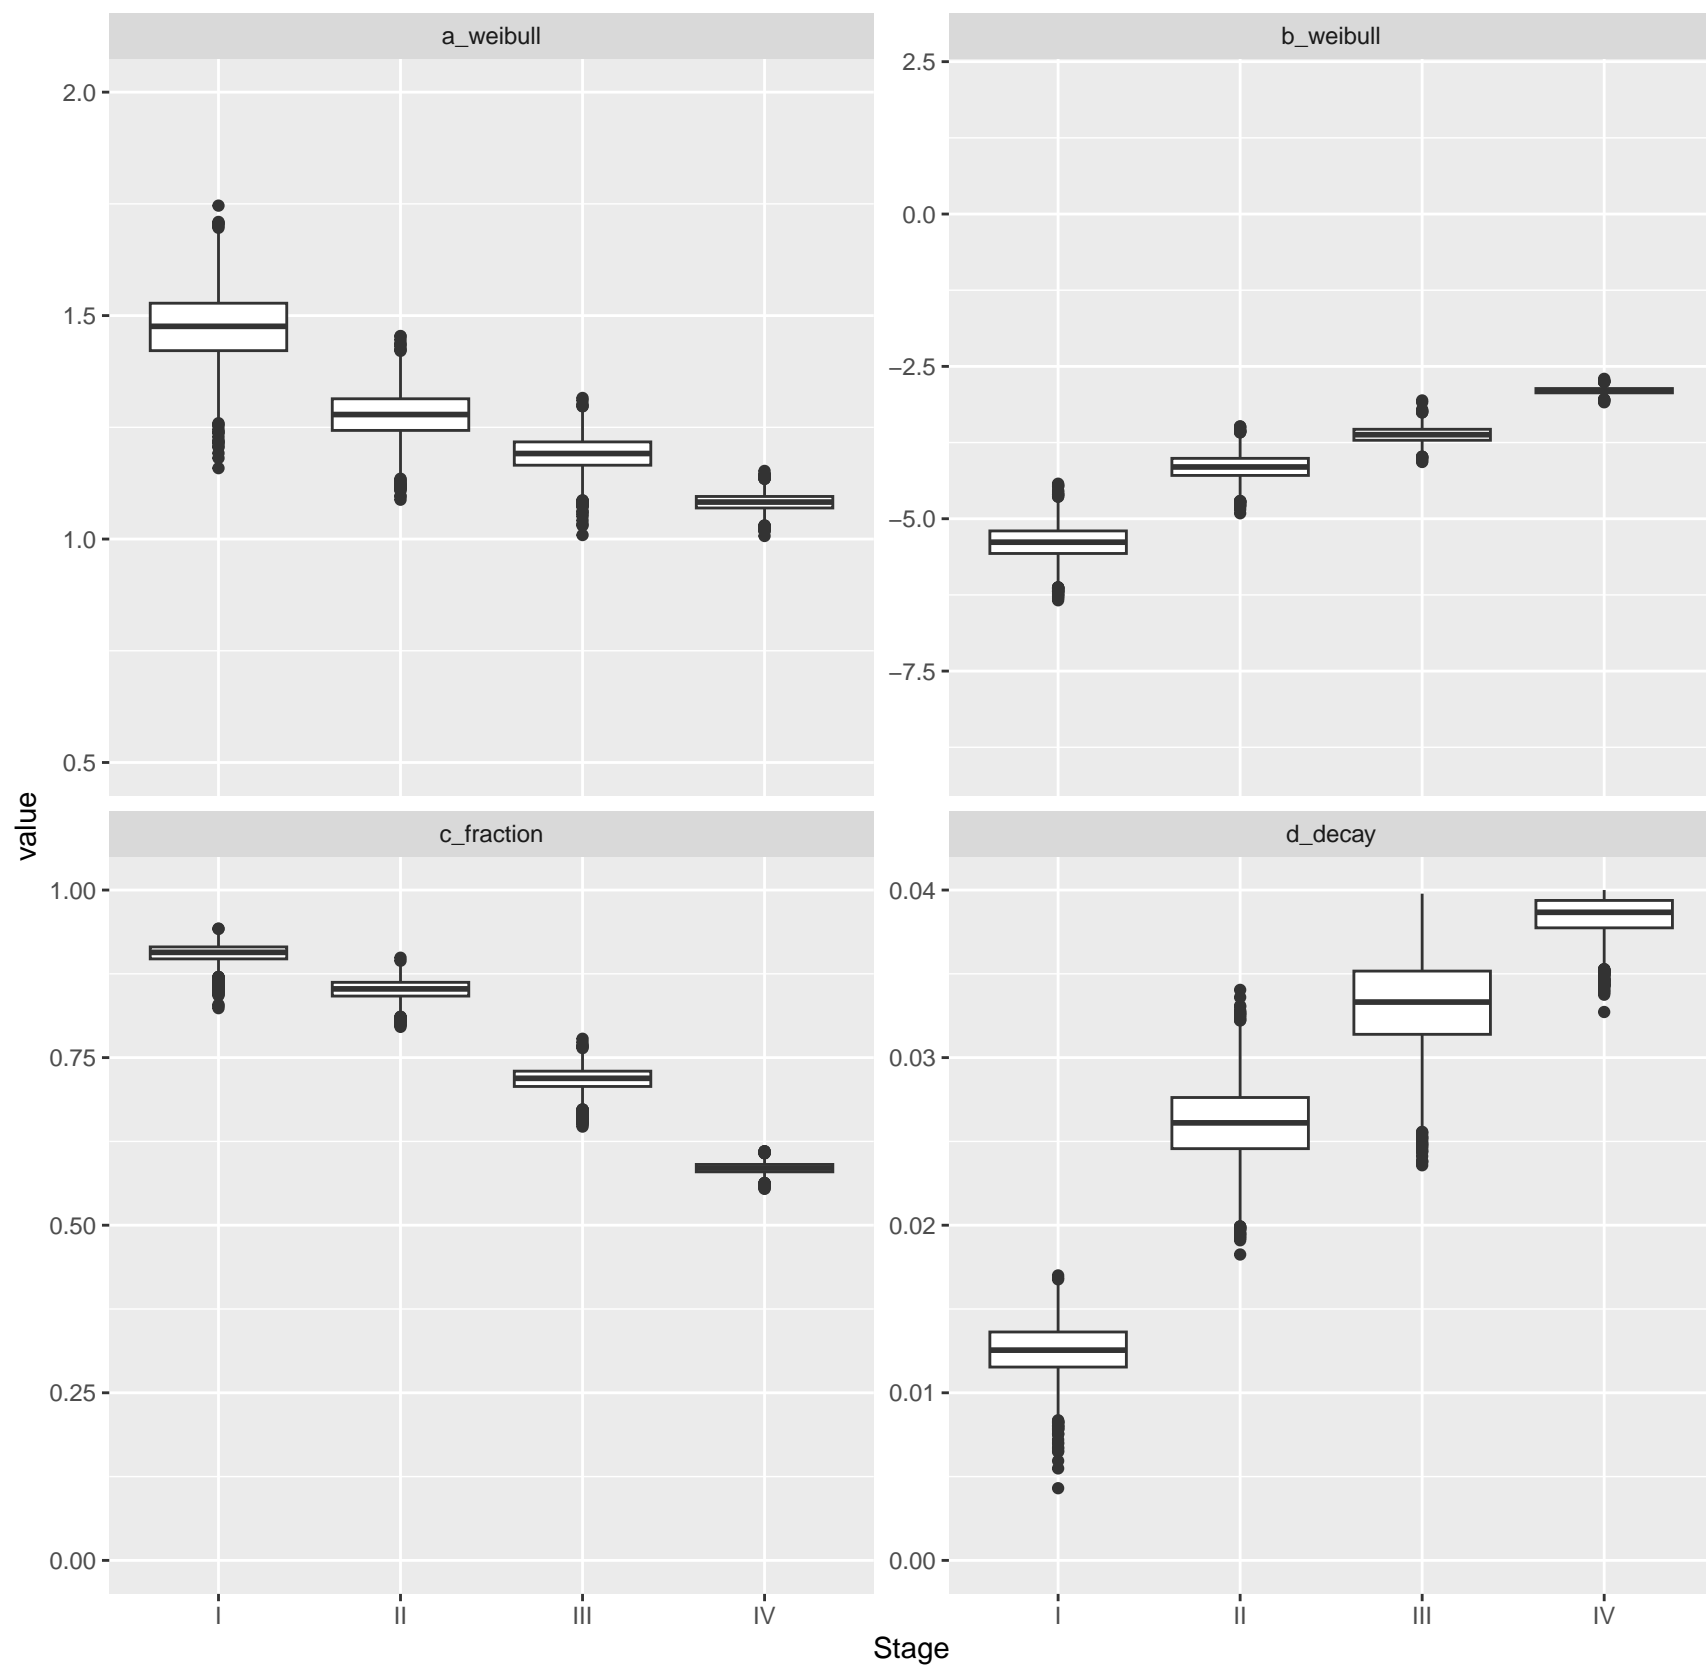 a_weibull
b_weibull
2.0
1.5
1.0
0.5
2.5
0.0
−2.5
−5.0
−7.5
value
c_fraction
d_decay
1.00
0.75
0.50
0.25
0.00
0.04
0.03
0.02
0.01
0.00
I II III IV
I II III IV
Stage